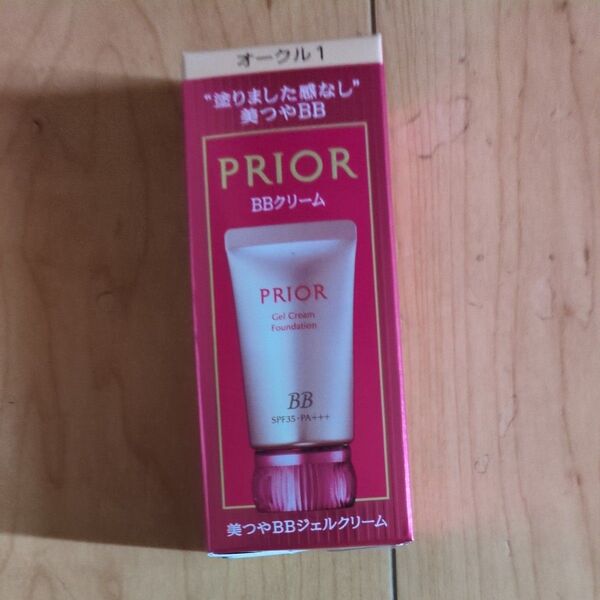 オークル1
“塗りました感なし”
美つやBB
PRIOR
BBクリーム
PRIOR
Gel Cream
Foundation
BB
SPF35・PA+++
美つやBBジェルクリーム